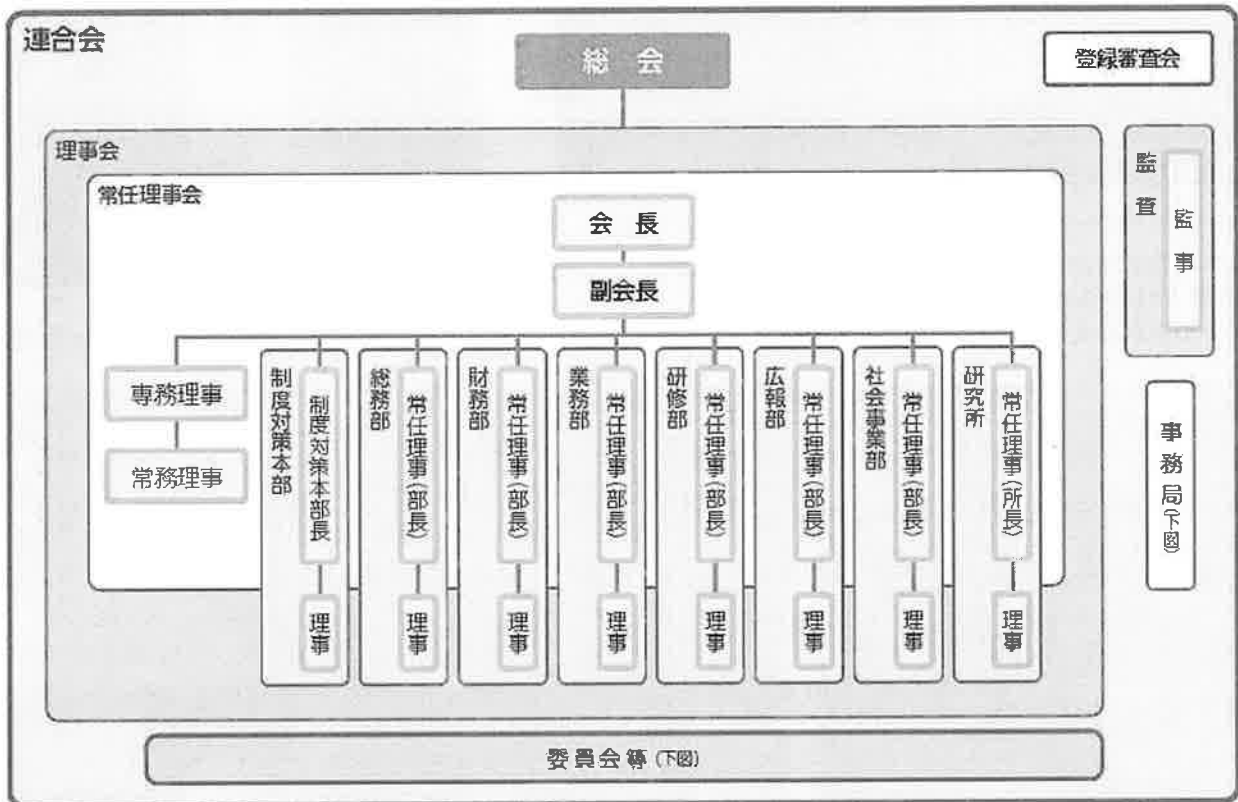 連合会
総会
登録審査会
理事会
常任理事会
会長
副会長
専務理事
常務理事
制度対策本部
制度対策本部長
理事
総務部
常任理事(部長)
理事
財務部
常任理事(部長)
理事
業務部
常任理事(部長)
理事
研修部
常任理事(部長)
理事
広報部
常任理事(部長)
理事
社会事業部
常任理事(部長)
理事
研究所
常任理事(所長)
理事
監査
監事
事務局(下図)
委員会等(下図)